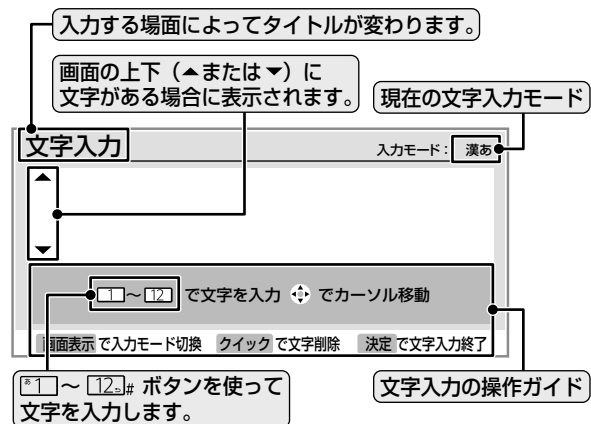 入力する場面によってタイトルが変わります。
画面の上下（▲または▼）に
文字がある場合に表示されます。
現在の文字入力モード
文字入力
入力モード： 漢あ
▲
▼
1～12 で文字を入力 でカーソル移動
画面表示 で入力モード切換 クイック で文字削除 決定 で文字入力終了
あ1～12。# ボタンを使って
文字を入力します。
文字入力の操作ガイド